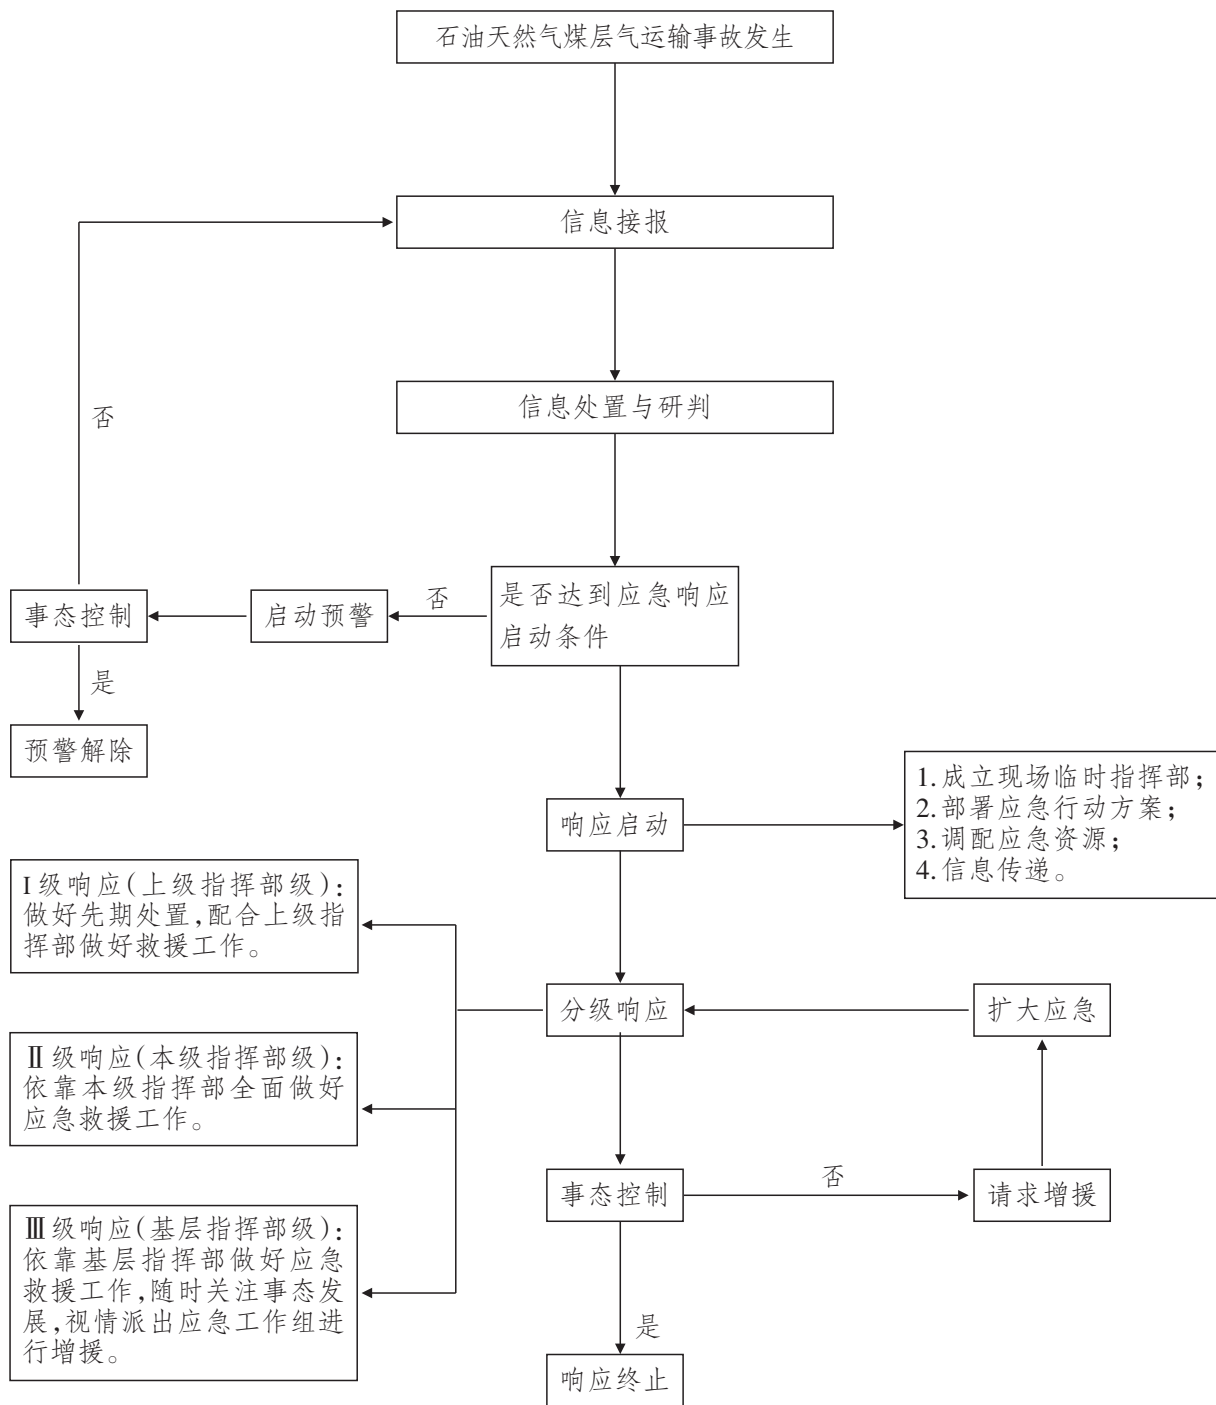 石油天然气煤层气运输事故发生
信息接报
信息处置与研判
否
是否达到应急响应
启动条件
否
启动预警
事态控制
是
预警解除
响应启动
1.成立现场临时指挥部；
2.部署应急行动方案；
3.调配应急资源；
4.信息传递。
I级响应(上级指挥部级)：
做好先期处置,配合上级指
挥部做好救援工作。
分级响应
扩大应急
Ⅱ级响应(本级指挥部级)：
依靠本级指挥部全面做好
应急救援工作。
事态控制
否
请求增援
Ⅲ级响应(基层指挥部级)：
依靠基层指挥部做好应急
救援工作,随时关注事态发
展,视情派出应急工作组进
行增援。
是
响应终止